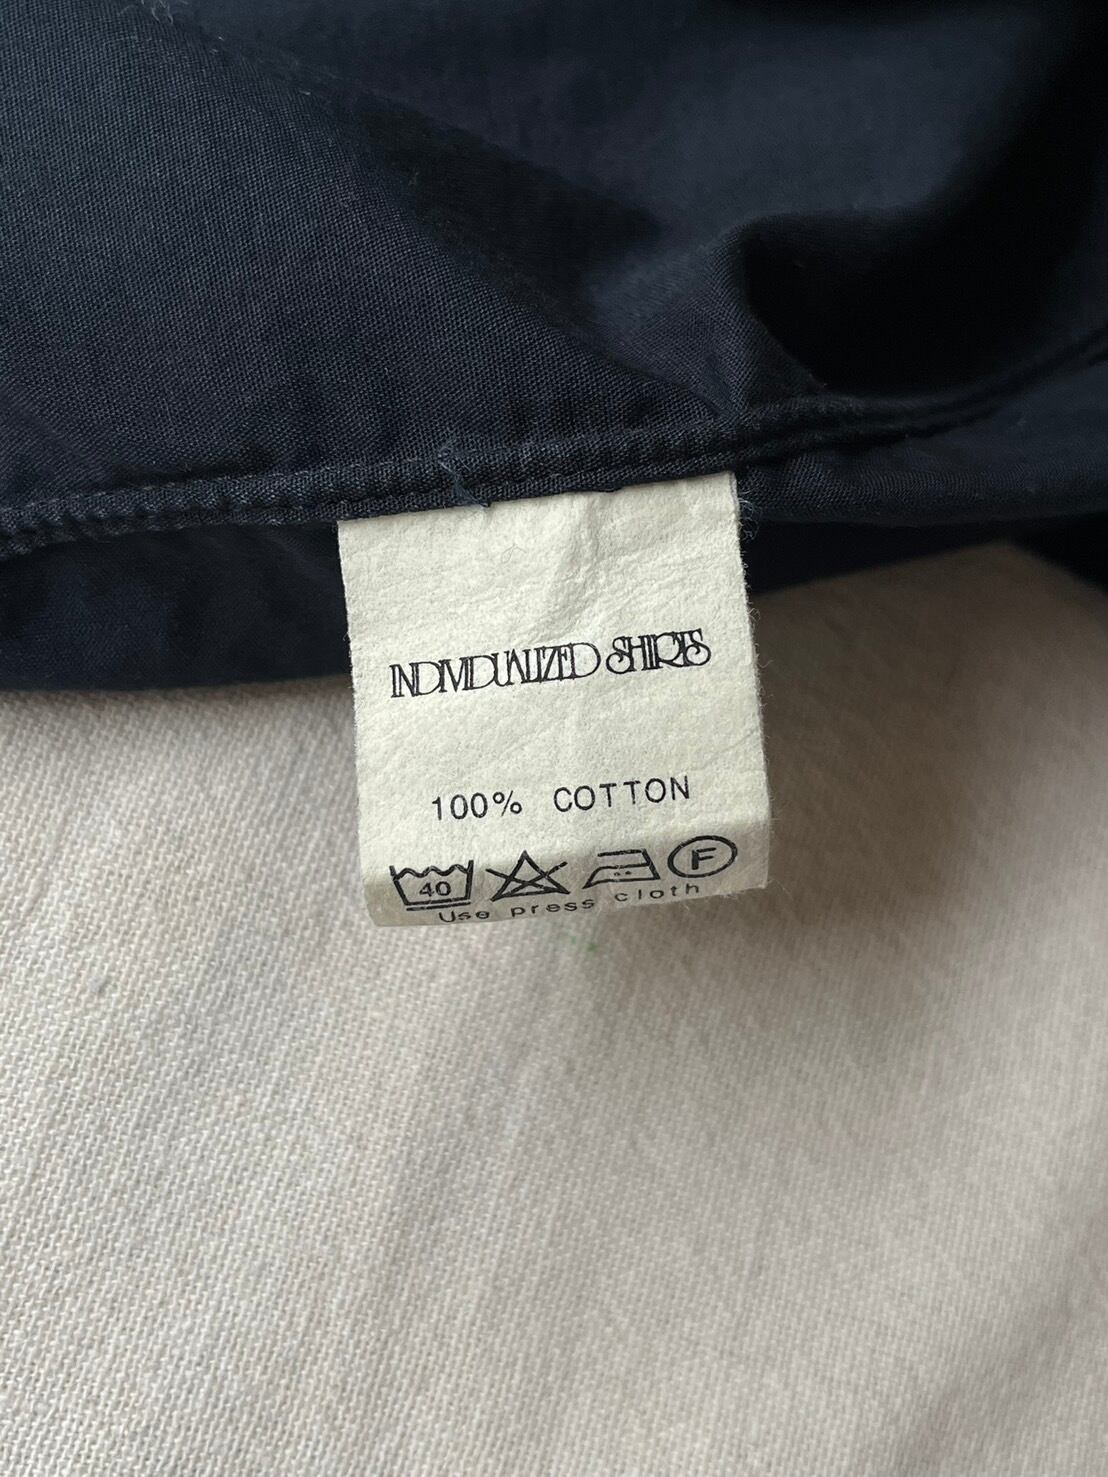 INDIVIDUALIZED SHIRTS
100% COTTON
40 F
Use press cloth